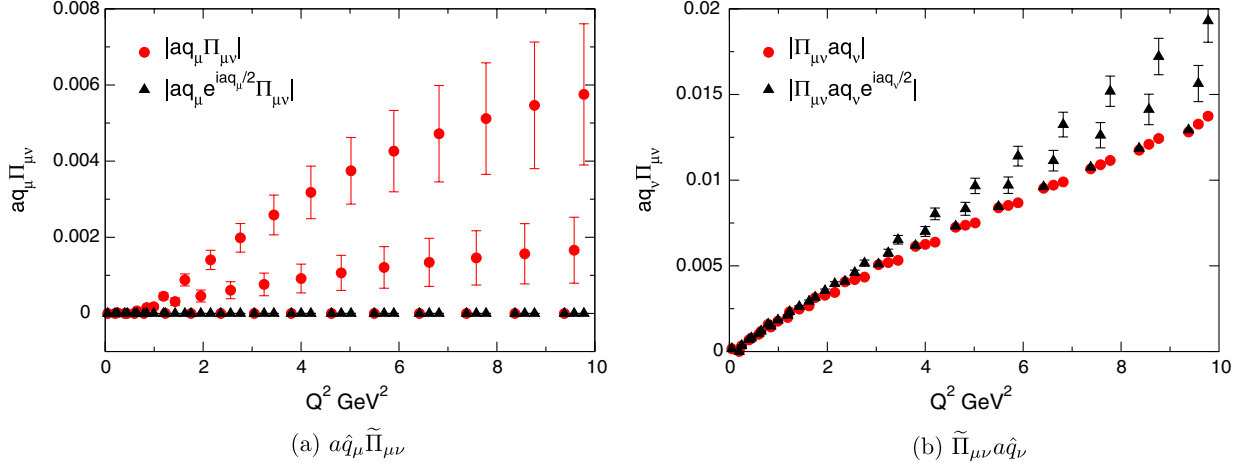 0.008
0.006
0.004
0.002
0
aq_μ Π_μν
|aq_μ Π_μν|
|aq_μ e^{iaq_μ/2} Π_μν|
0 2 4 6 8 10
Q² GeV²
(a) aq̂_μ Π̃_μν
0.02
0.015
0.01
0.005
0
aq_ν Π_μν
|Π_μν aq_ν|
|Π_μν aq_ν e^{iaq_ν/2}|
0 2 4 6 8 10
Q² GeV²
(b) Π̃_μν aq̂_ν